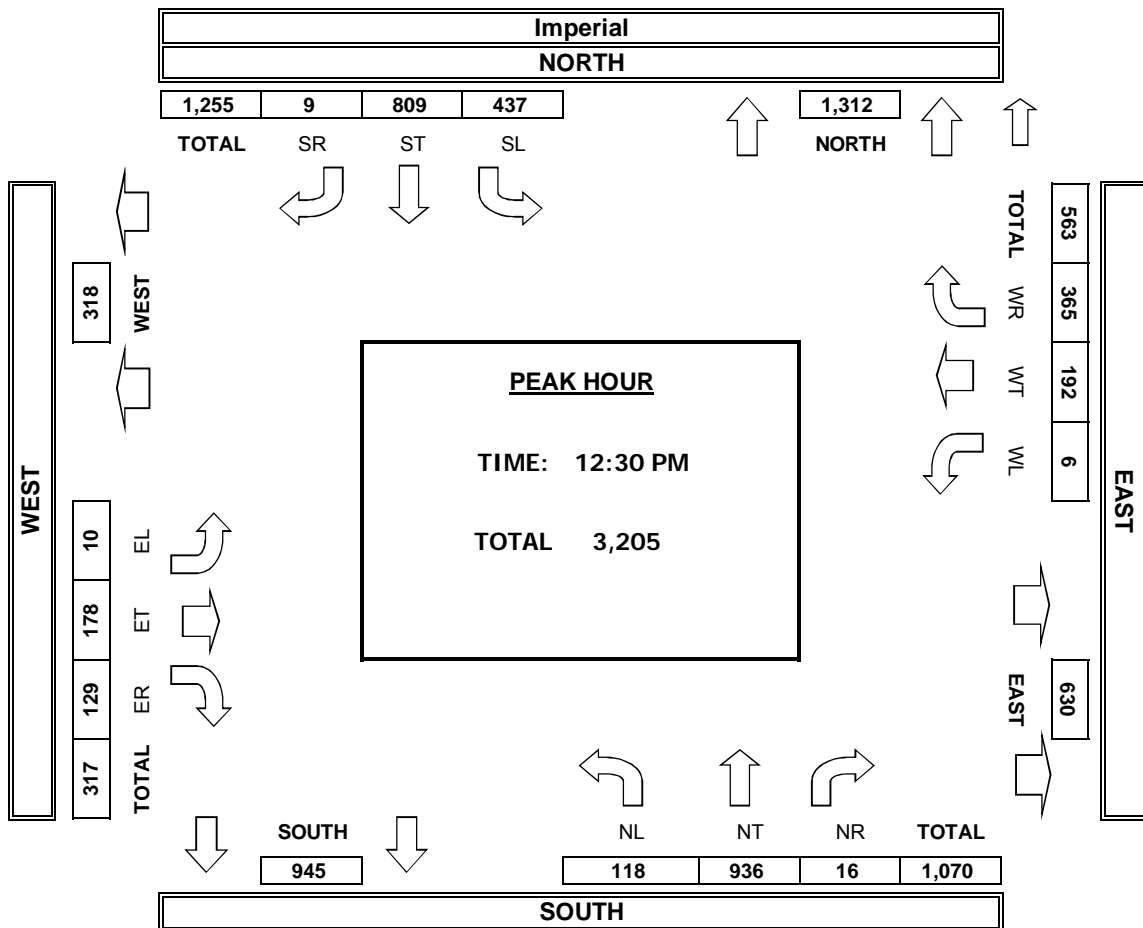 Imperial
NORTH
1,255 9 809 437 1,312
TOTAL SR ST SL NORTH
563 TOTAL
365 WR
192 WT
6 WL
318 WEST
WEST
PEAK HOUR
TIME: 12:30 PM
TOTAL 3,205
10 EL
178 ET
129 ER
317 TOTAL
EAST
EAST 630
SOUTH NL NT NR TOTAL
945 118 936 16 1,070
SOUTH